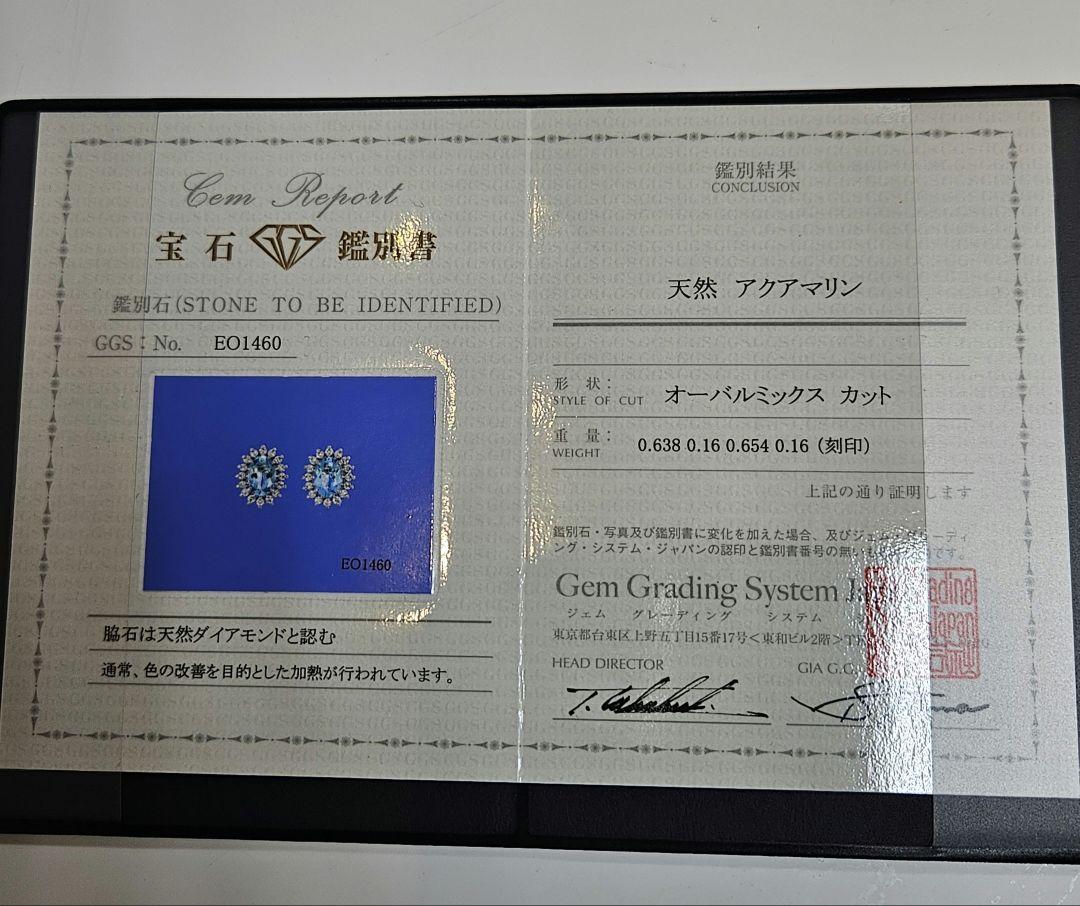 Gem Report
宝石 GGS 鑑別書
鑑別石(STONE TO BE IDENTIFIED)
GGS : No. EO1460
EO1460
脇石は天然ダイアモンドと認む
通常、色の改善を目的とした加熱が行われています。
鑑別結果
CONCLUSION
天然 アクアマリン
形 状:
STYLE OF CUT オーバルミックス カット
重 量:
WEIGHT 0.638 0.16 0.654 0.16 (刻印)
上記の通り証明します
鑑別石・写真及び鑑別書に変化を加えた場合、及びジェム・グレーディ
ング・システム・ジャパンの認印と鑑別書番号の無いも
Gem Grading System
ジェム グレーディング システム
東京都台東区上野五丁目15番17号<東和ビル2階>
HEAD DIRECTOR
GIA G.G.